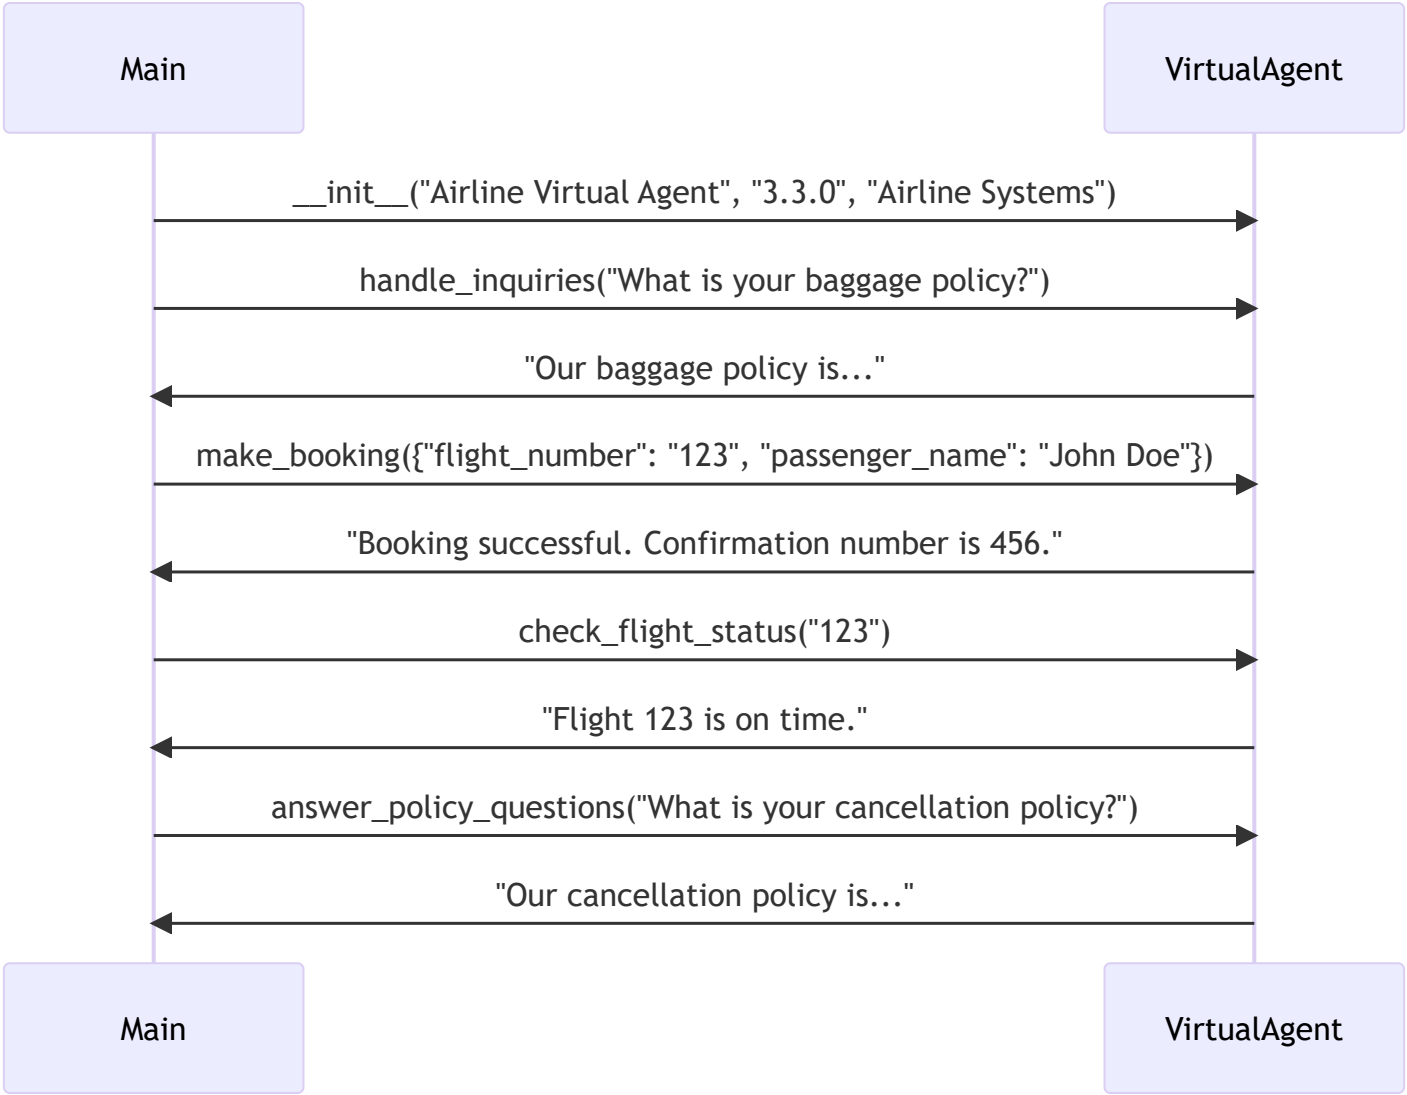 Main
VirtualAgent
__init__("Airline Virtual Agent", "3.3.0", "Airline Systems")
handle_inquiries("What is your baggage policy?")
"Our baggage policy is..."
make_booking({"flight_number": "123", "passenger_name": "John Doe"})
"Booking successful. Confirmation number is 456."
check_flight_status("123")
"Flight 123 is on time."
answer_policy_questions("What is your cancellation policy?")
"Our cancellation policy is..."
Main
VirtualAgent